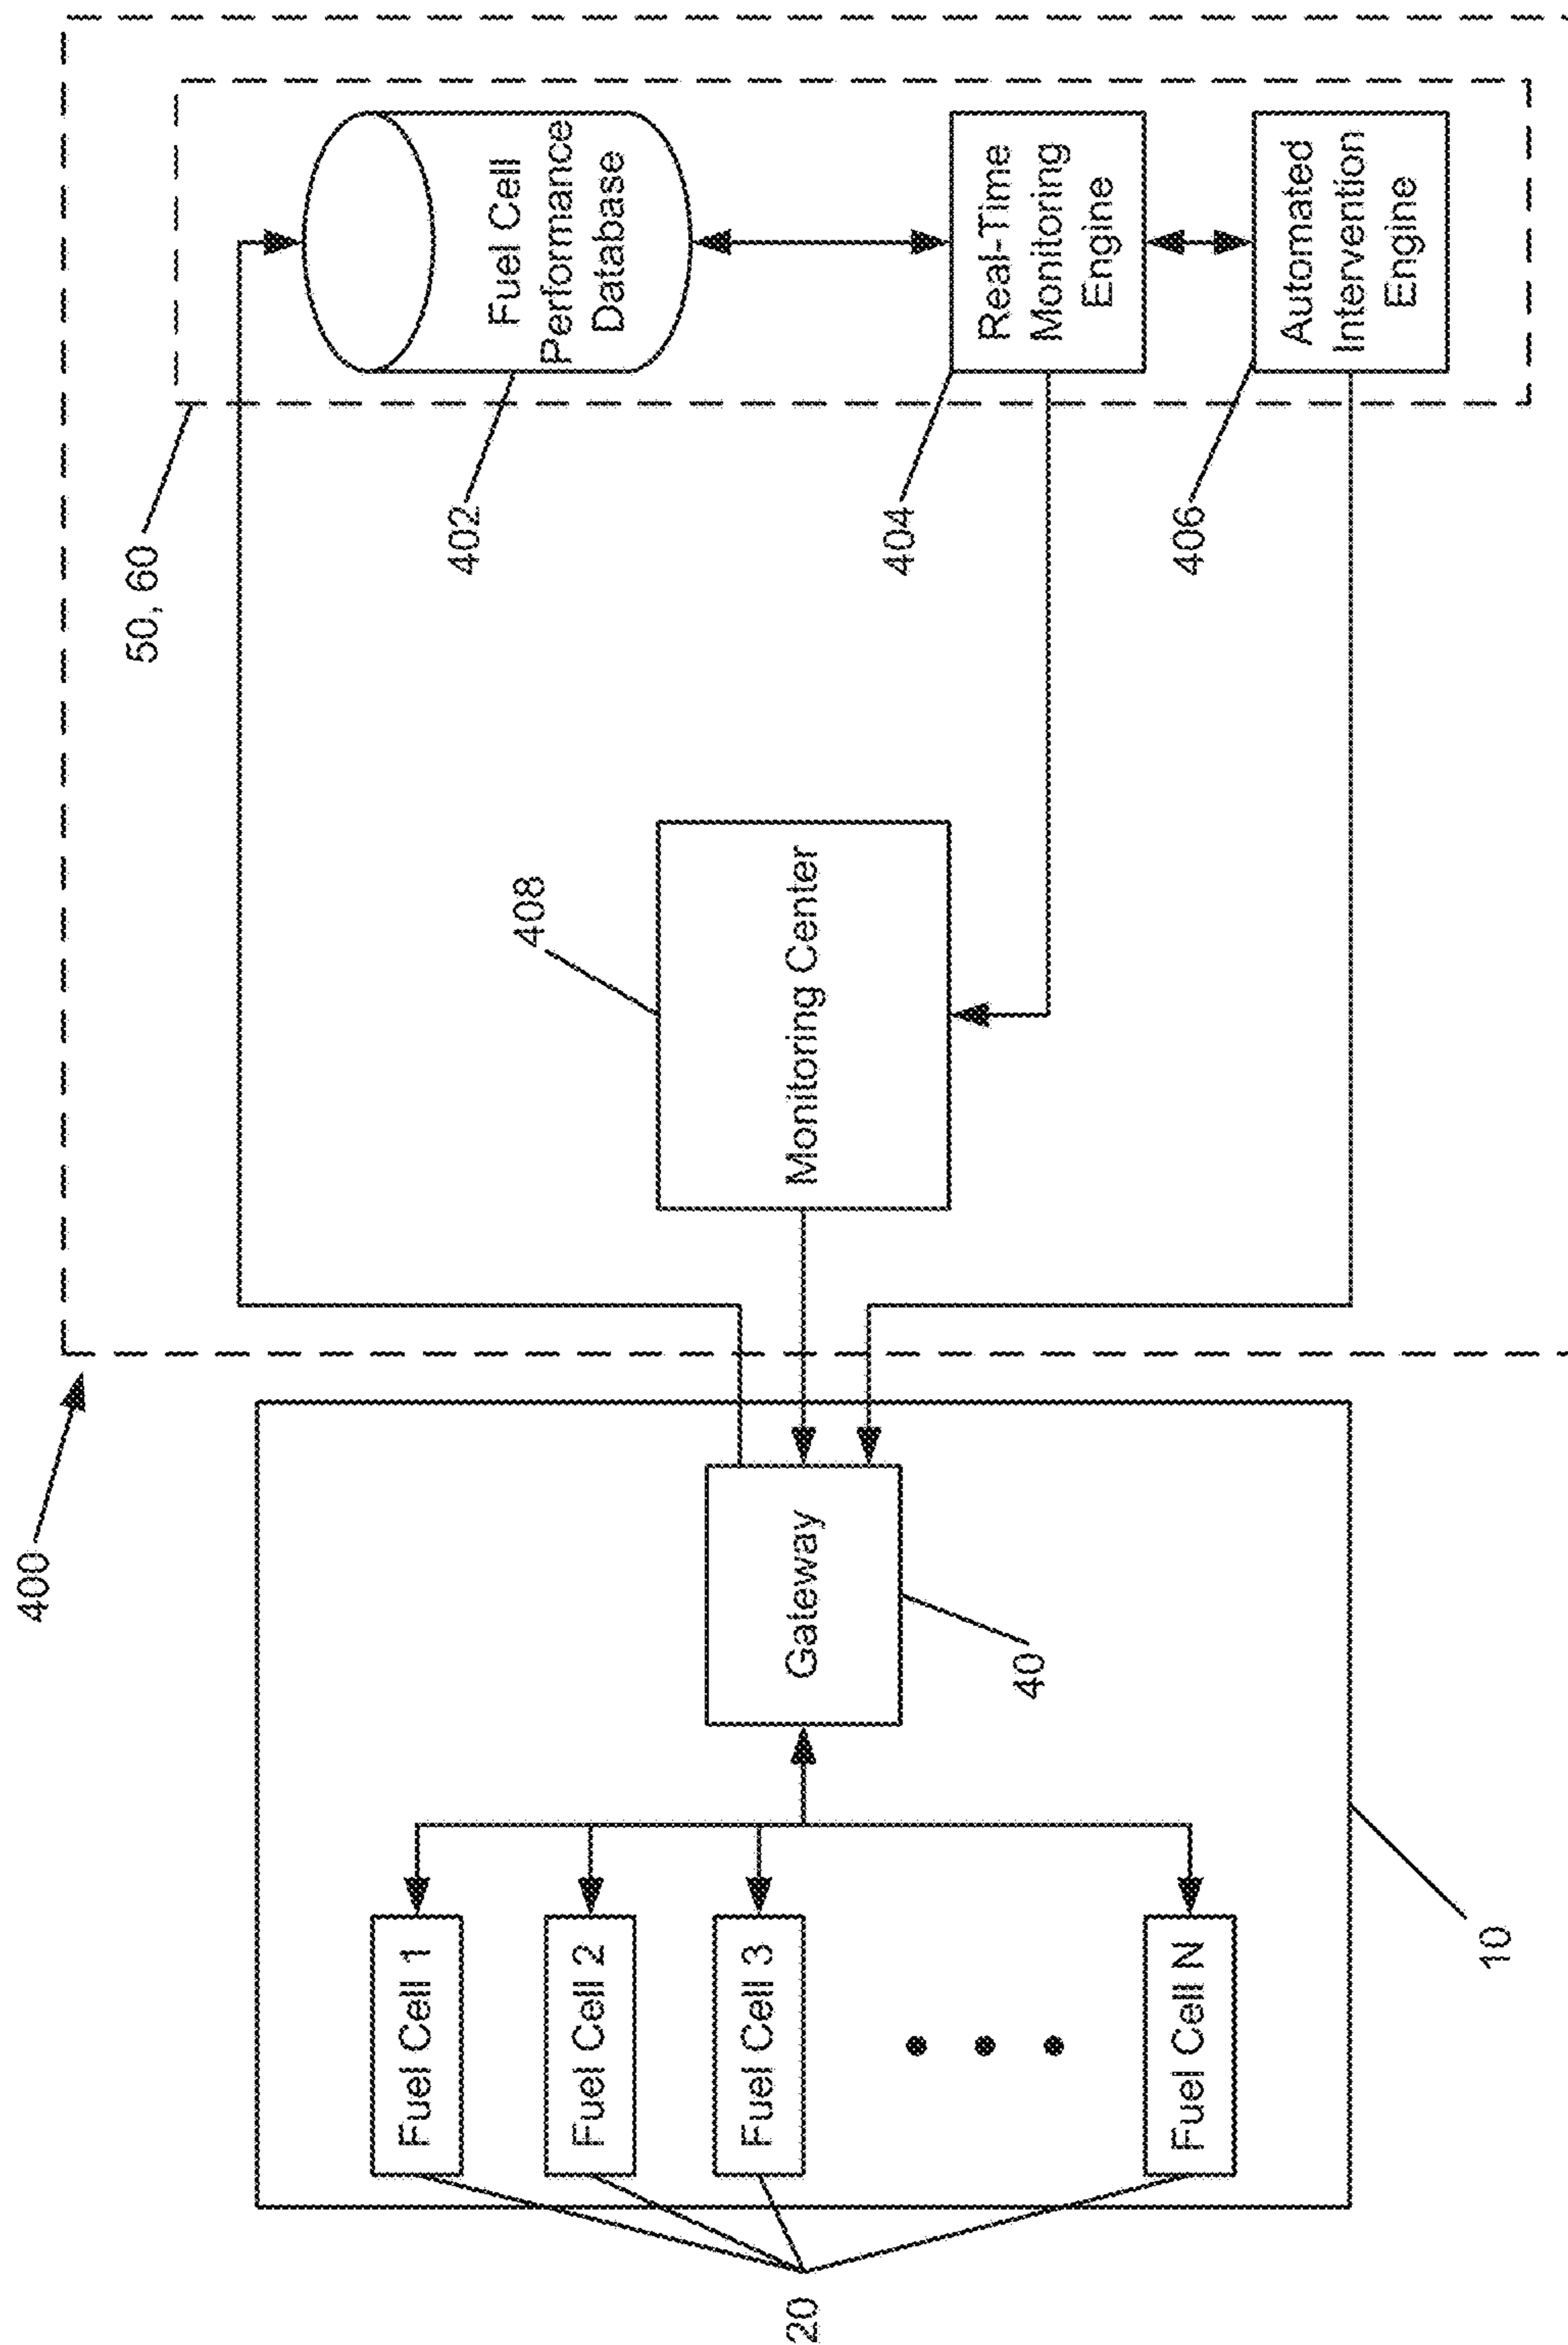 400
50, 60
Fuel Cell
Performance
Database
402
Real-Time
Monitoring
Engine
404
Automated
Intervention
Engine
406
408
Monitoring Center
Gateway
40
Fuel Cell 1
Fuel Cell 2
Fuel Cell 3
Fuel Cell N
20
10